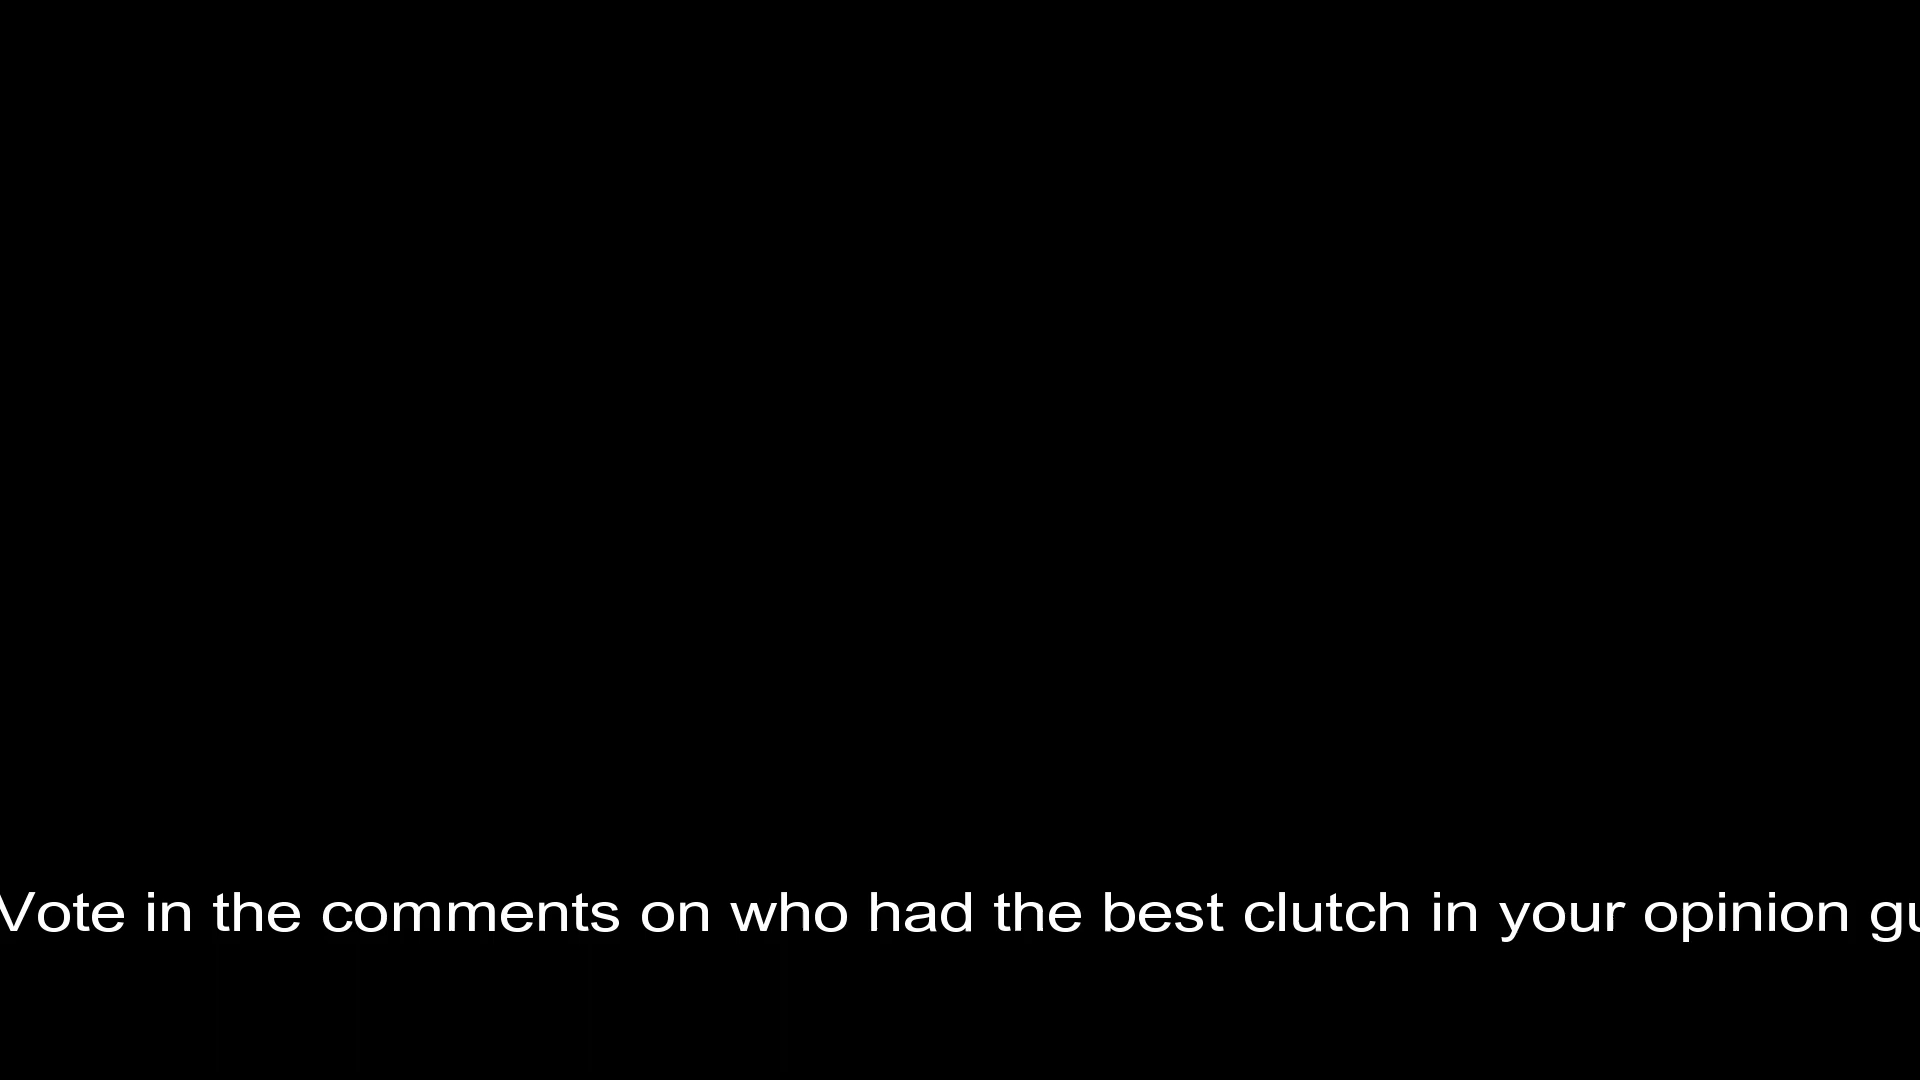 Vote in the comments on who had the best clutch in your opinion